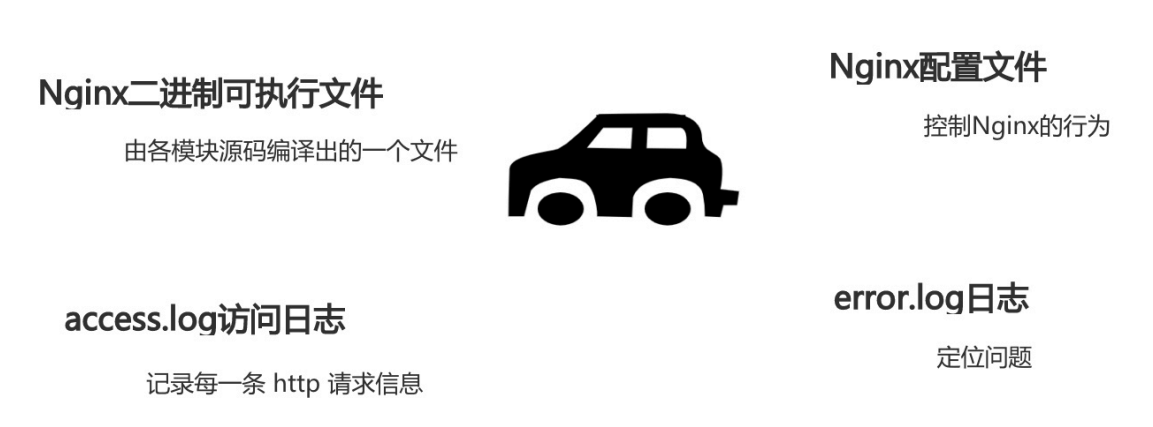 Nginx二进制可执行文件
由各模块源码编译出的一个文件
Nginx配置文件
控制Nginx的行为
access.log访问日志
记录每一条 http 请求信息
error.log日志
定位问题